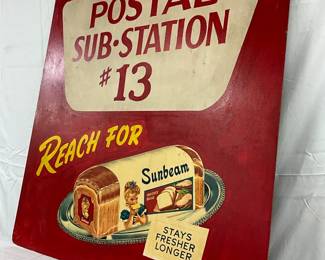 POSTAL
SUB-STATION
#13
REACH FOR
Sunbeam
STAYS
FRESHER
LONGER